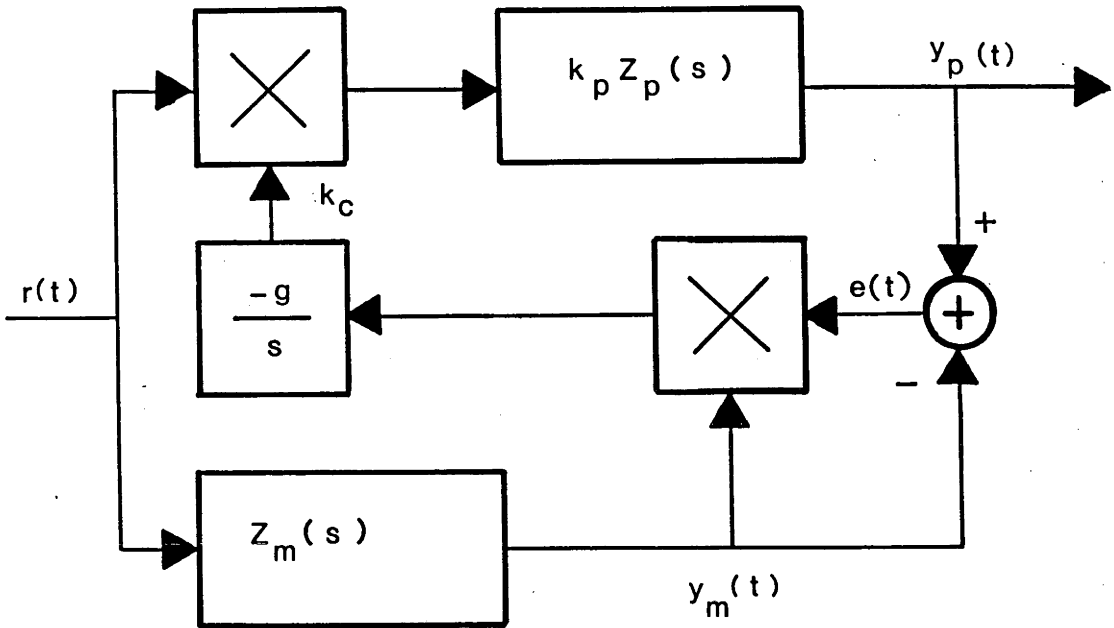 k_p Z_p(s)
y_p(t)
k_c
+
r(t)
-g
s
e(t)
+
-
Z_m(s)
y_m(t)